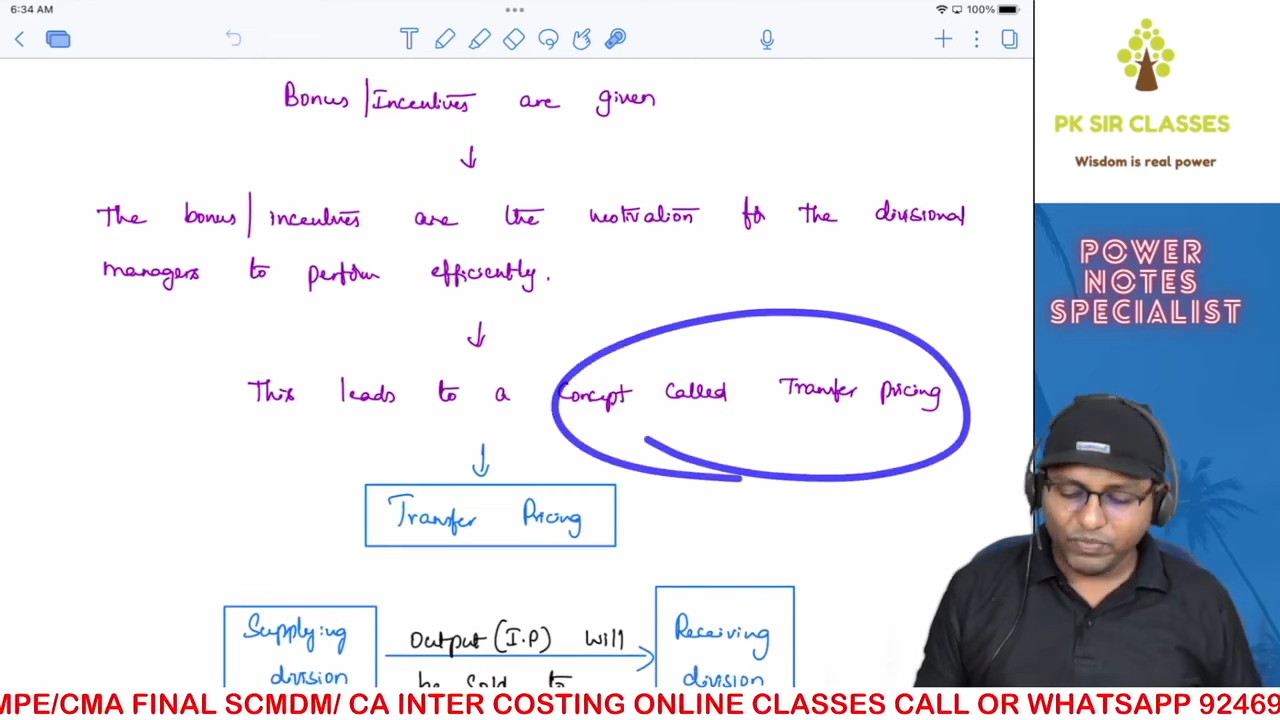 6:34 AM
100%
Bonus | Incentives are given
The bonus | incentives are the motivation for the divisional
managers to perform efficiently.
This leads to a concept called Transfer pricing
Transfer Pricing
Supplying
division
Output (I.P) will
be sold to
Receiving
division
PK SIR CLASSES
Wisdom is real power
POWER
NOTES
SPECIALIST
MPE/CMA FINAL SCMDM/ CA INTER COSTING ONLINE CLASSES CALL OR WHATSAPP 92469